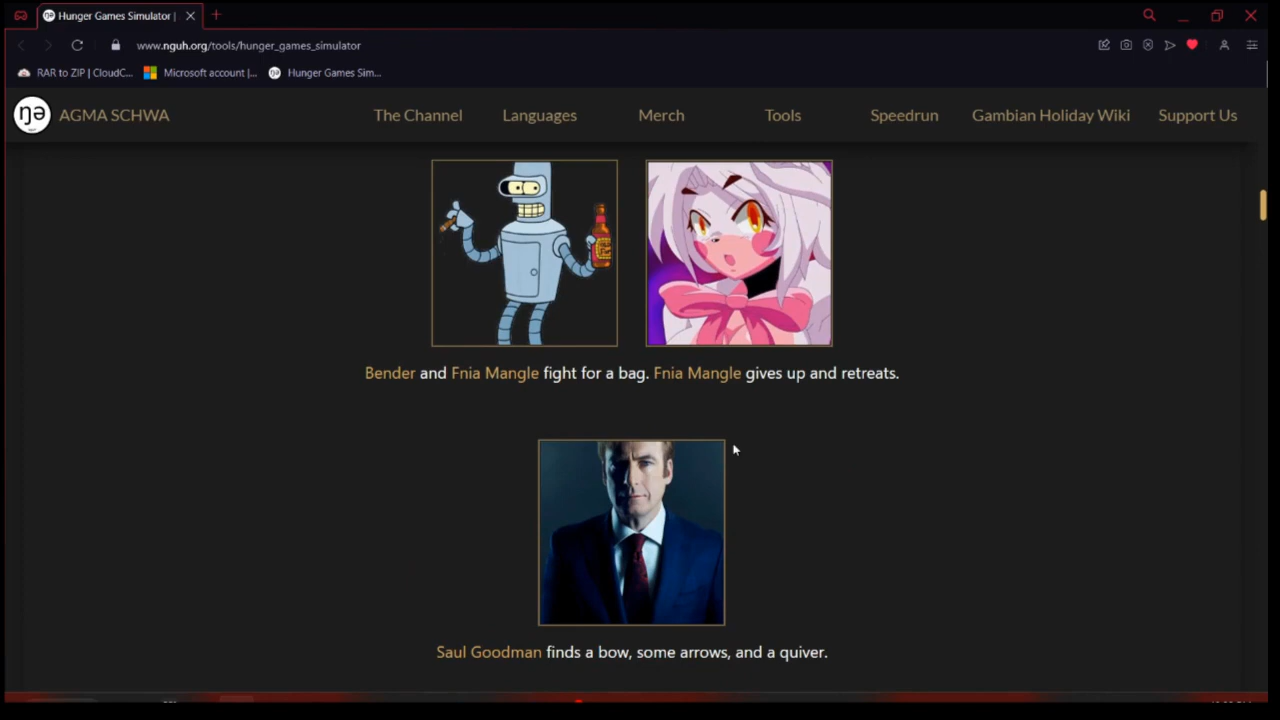 Hunger Games Simulator |
www.nguh.org/tools/hunger_games_simulator
RAR to ZIP | CloudC... Microsoft account |... Hunger Games Sim...
ŋə AGMA SCHWA The Channel Languages Merch Tools Speedrun Gambian Holiday Wiki Support Us
Bender and Fnia Mangle fight for a bag. Fnia Mangle gives up and retreats.
Saul Goodman finds a bow, some arrows, and a quiver.